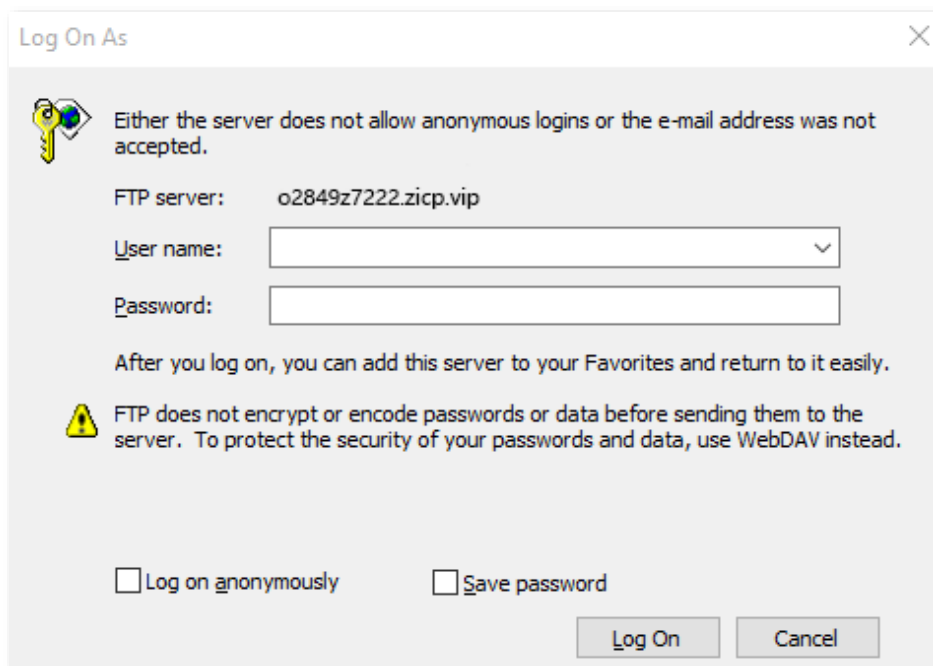 Log On As
Either the server does not allow anonymous logins or the e-mail address was not
accepted.
FTP server: o2849z7222.zicp.vip
User name:
Password:
After you log on, you can add this server to your Favorites and return to it easily.
FTP does not encrypt or encode passwords or data before sending them to the
server. To protect the security of your passwords and data, use WebDAV instead.
Log on anonymously Save password
Log On Cancel